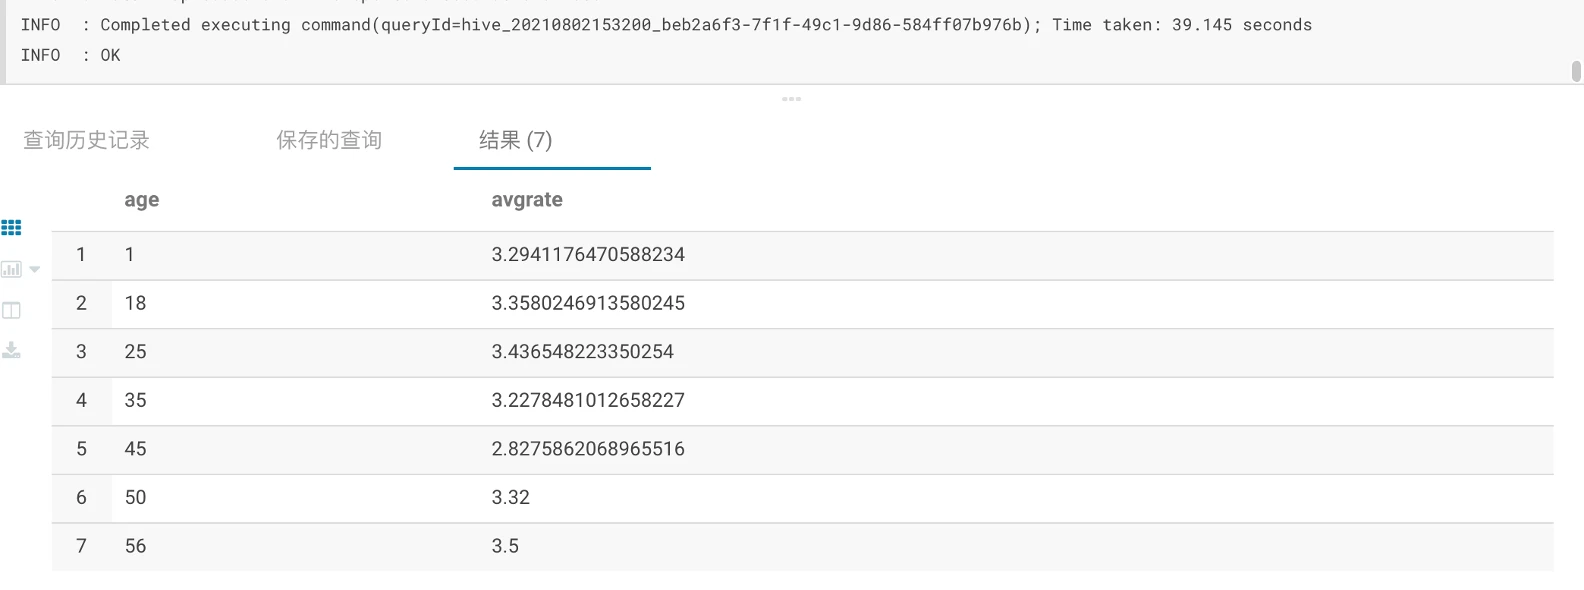 INFO : Completed executing command(queryId=hive_20210802153200_beb2a6f3-7f1f-49c1-9d86-584ff07b976b); Time taken: 39.145 seconds
INFO : OK
查询历史记录 保存的查询 结果 (7)
age avgrate
1 1 3.2941176470588234
2 18 3.3580246913580245
3 25 3.436548223350254
4 35 3.2278481012658227
5 45 2.8275862068965516
6 50 3.32
7 56 3.5